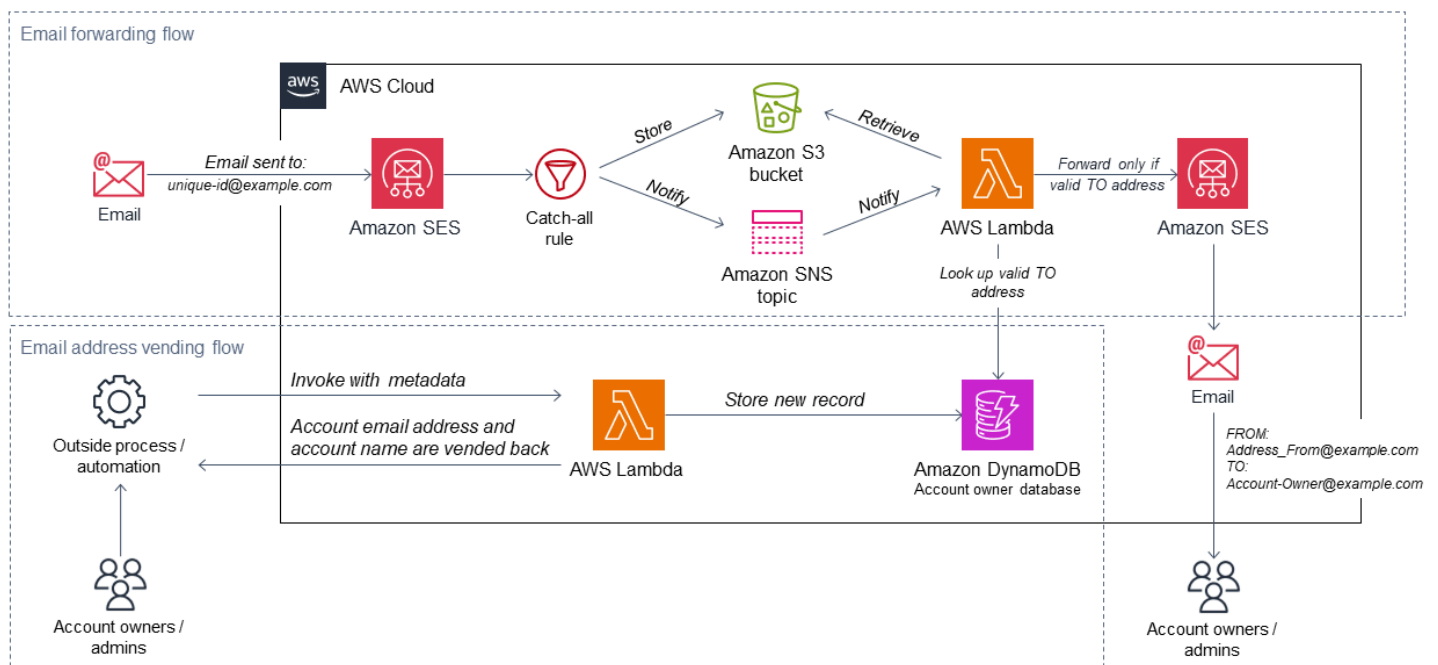 Email forwarding flow
aws
AWS Cloud
Email sent to:
unique-id@example.com
Email
Amazon SES
Catch-all
rule
Store
Notify
Amazon S3
bucket
Amazon SNS
topic
Retrieve
Notify
AWS Lambda
Forward only if
valid TO address
Amazon SES
Look up valid TO
address
Email address vending flow
Invoke with metadata
Account email address and
account name are vended back
Outside process /
automation
AWS Lambda
Store new record
Amazon DynamoDB
Account owner database
Email
FROM:
Address_From@example.com
TO:
Account-Owner@example.com
Account owners /
admins
Account owners /
admins